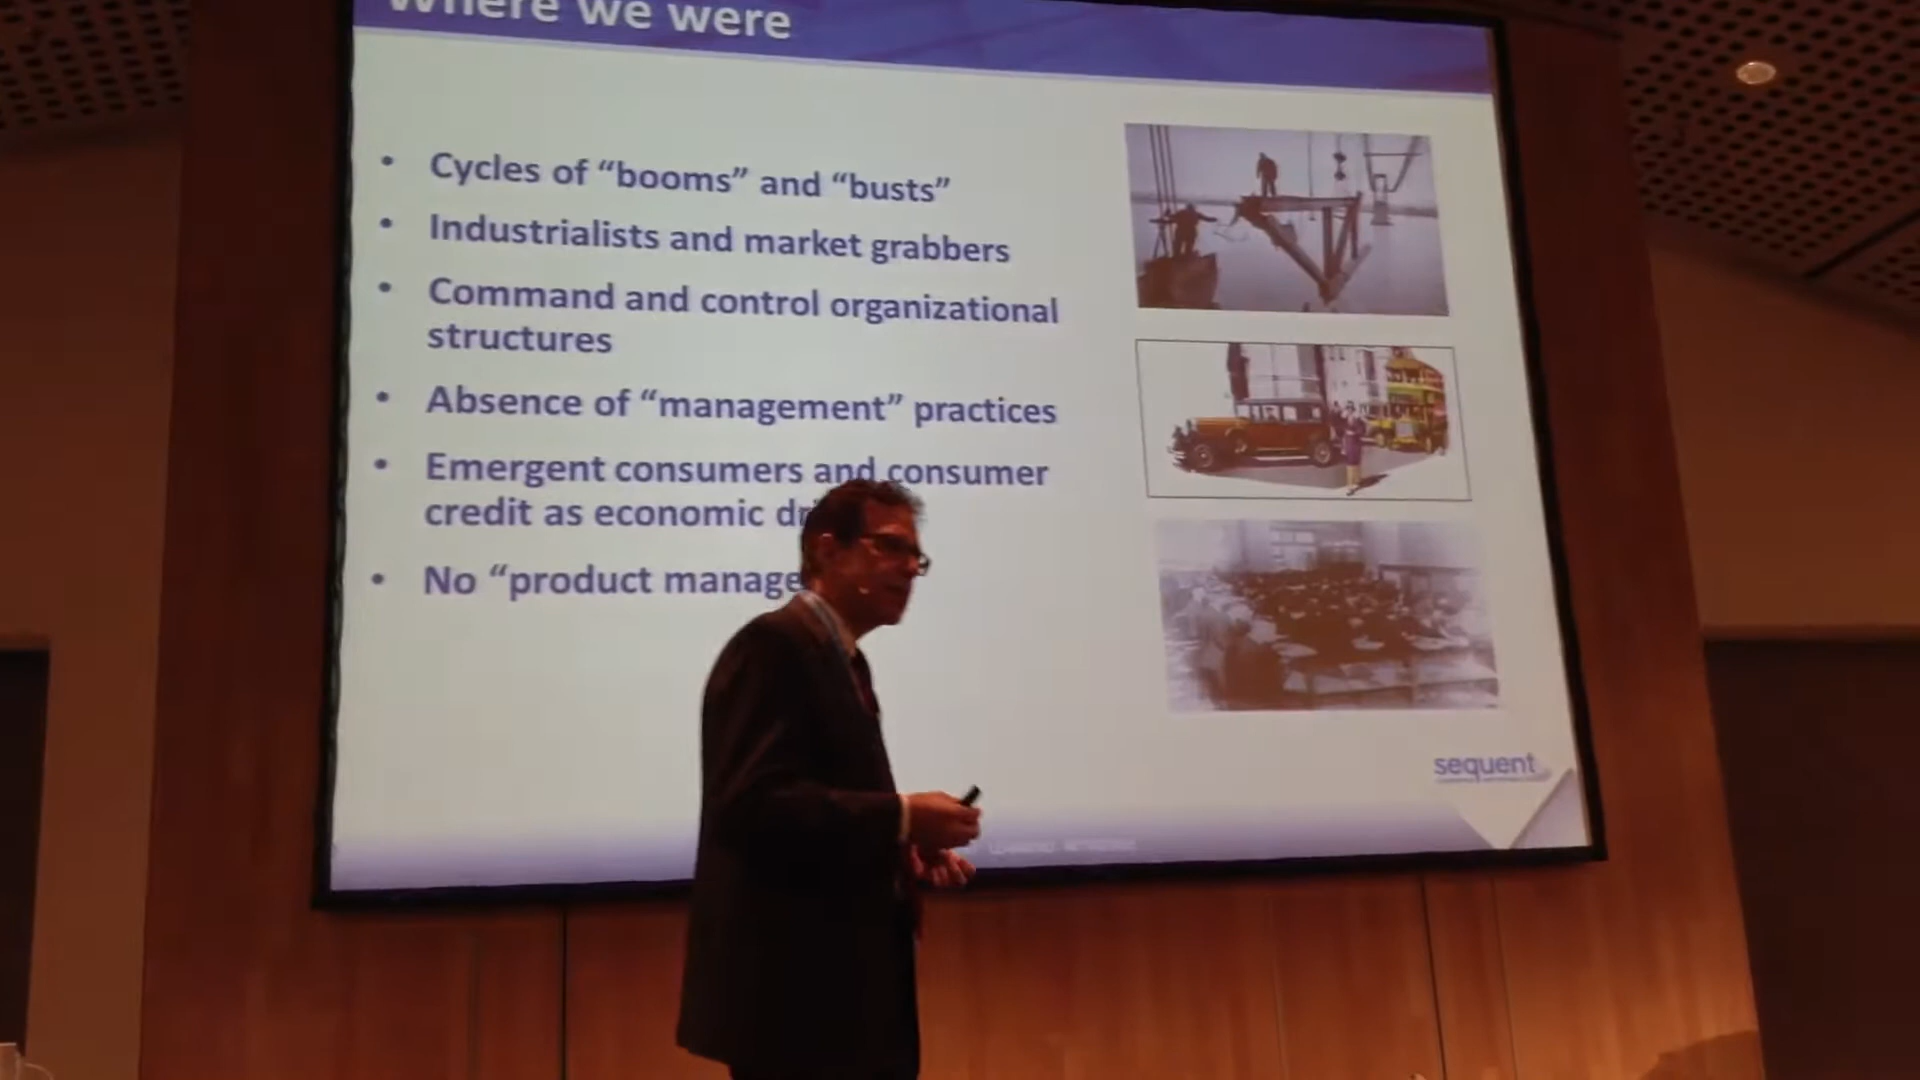 Where we were
• Cycles of “booms” and “busts”
• Industrialists and market grabbers
• Command and control organizational
structures
• Absence of “management” practices
• Emergent consumers and consumer
credit as economic
• No “product
sequent